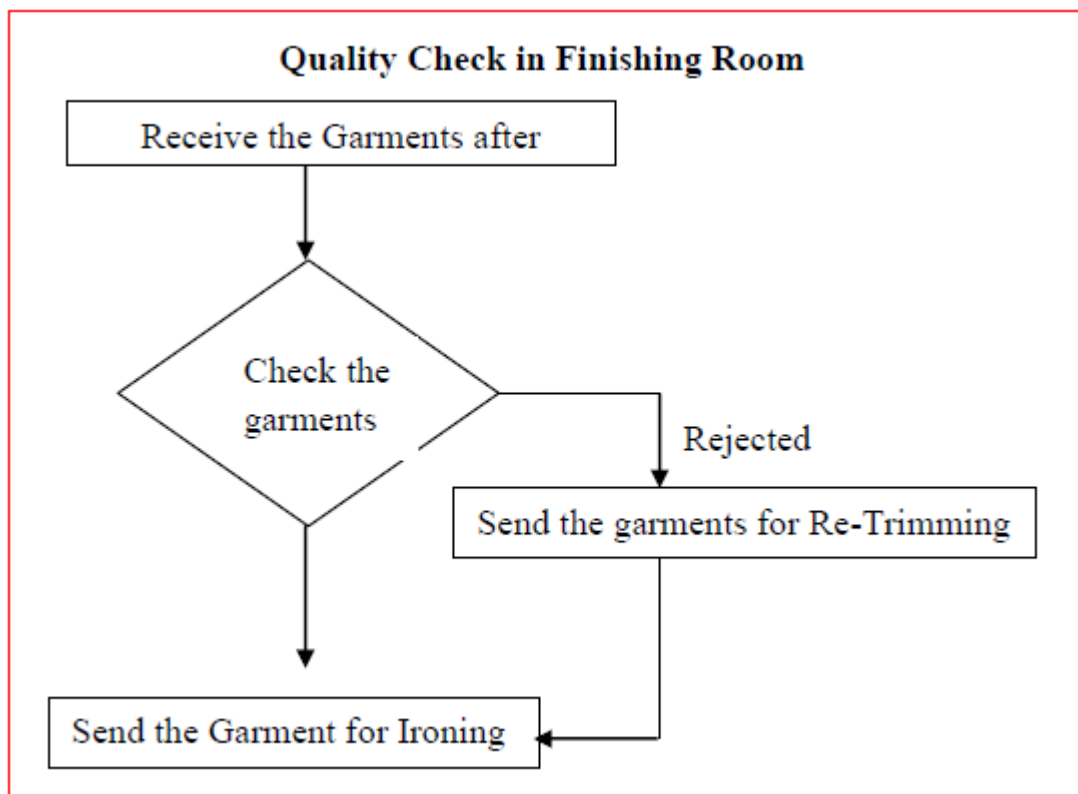 Quality Check in Finishing Room
Receive the Garments after
Check the
garments
Rejected
Send the garments for Re-Trimming
Send the Garment for Ironing